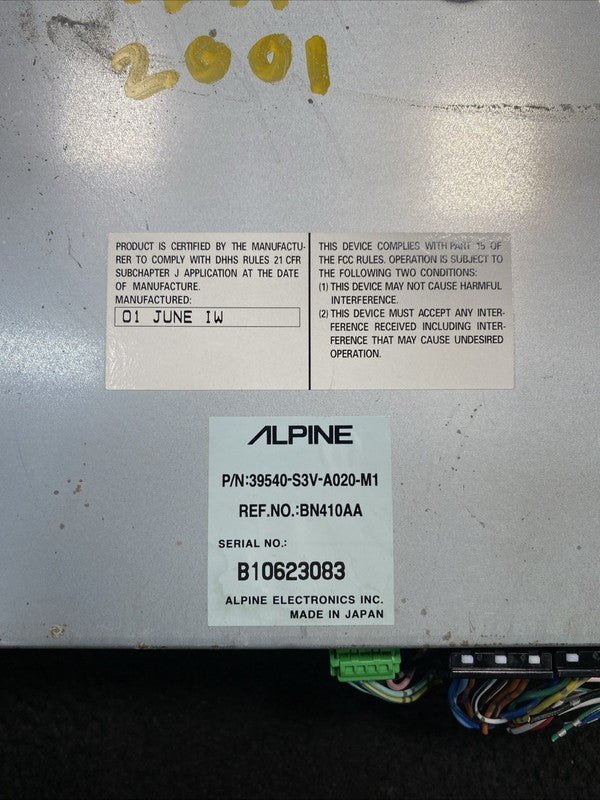 2001
PRODUCT IS CERTIFIED BY THE MANUFACTU-
RER TO COMPLY WITH DHHS RULES 21 CFR
SUBCHAPTER J APPLICATION AT THE DATE
OF MANUFACTURE.
MANUFACTURED:
01 JUNE IW
THIS DEVICE COMPLIES WITH PART 15 OF
THE FCC RULES. OPERATION IS SUBJECT TO
THE FOLLOWING TWO CONDITIONS:
(1) THIS DEVICE MAY NOT CAUSE HARMFUL
INTERFERENCE.
(2) THIS DEVICE MUST ACCEPT ANY INTER-
FERENCE RECEIVED INCLUDING INTER-
FERENCE THAT MAY CAUSE UNDESIRED
OPERATION.
ALPINE
P/N:39540-S3V-A020-M1
REF.NO.:BN410AA
SERIAL NO.:
B10623083
ALPINE ELECTRONICS INC.
MADE IN JAPAN